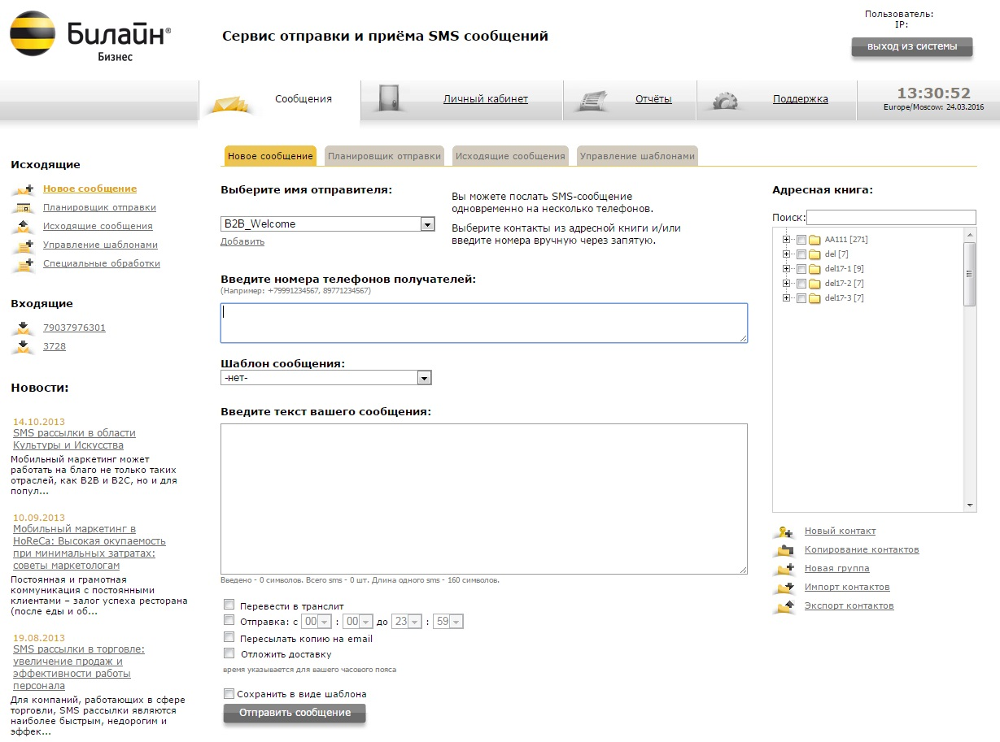 Билайн®
Бизнес
Сервис отправки и приёма SMS сообщений
Пользователь:
IP:
выход из системы
Сообщения
Личный кабинет
Отчёты
Поддержка
13:30:52
Europe/Moscow: 24.03.2016
Исходящие
Новое сообщение
Планировщик отправки
Исходящие сообщения
Управление шаблонами
Специальные обработки
Входящие
79037976301
3728
Новости:
14.10.2013
SMS рассылки в области
Культуры и Искусства
Мобильный маркетинг может
работать на благо не только таких
отраслей, как B2B и B2C, но и для
попул...
10.09.2013
Мобильный маркетинг в
HoReCa: Высокая окупаемость
при минимальных затратах:
советы маркетологам
Постоянная и грамотная
коммуникация с постоянными
клиентами – залог успеха ресторана
(после еды и об...
19.08.2013
SMS рассылки в торговле:
увеличение продаж и
эффективности работы
персонала
Для компаний, работающих в сфере
торговли, SMS рассылки являются
наиболее быстрым, недорогим и
эффек...
Новое сообщение
Планировщик отправки
Исходящие сообщения
Управление шаблонами
Выберите имя отправителя:
B2B_Welcome
Добавить
Вы можете послать SMS-сообщение
одновременно на несколько телефонов.
Выберите контакты из адресной книги и/или
введите номера вручную через запятую.
Введите номера телефонов получателей:
(Например: +79991234567, 89771234567)
Шаблон сообщения:
-нет-
Введите текст вашего сообщения:
Введено - 0 символов. Всего sms - 0 шт. Длина одного sms - 160 символов.
Перевести в транслит
Отправка: с 00 : 00 до 23 : 59
Пересылать копию на email
Отложить доставку
время указывается для вашего часового пояса
Сохранить в виде шаблона
Отправить сообщение
Адресная книга:
Поиск:
AA111 [271]
del [7]
del17-1 [9]
del17-2 [7]
del17-3 [7]
Новый контакт
Копирование контактов
Новая группа
Импорт контактов
Экспорт контактов